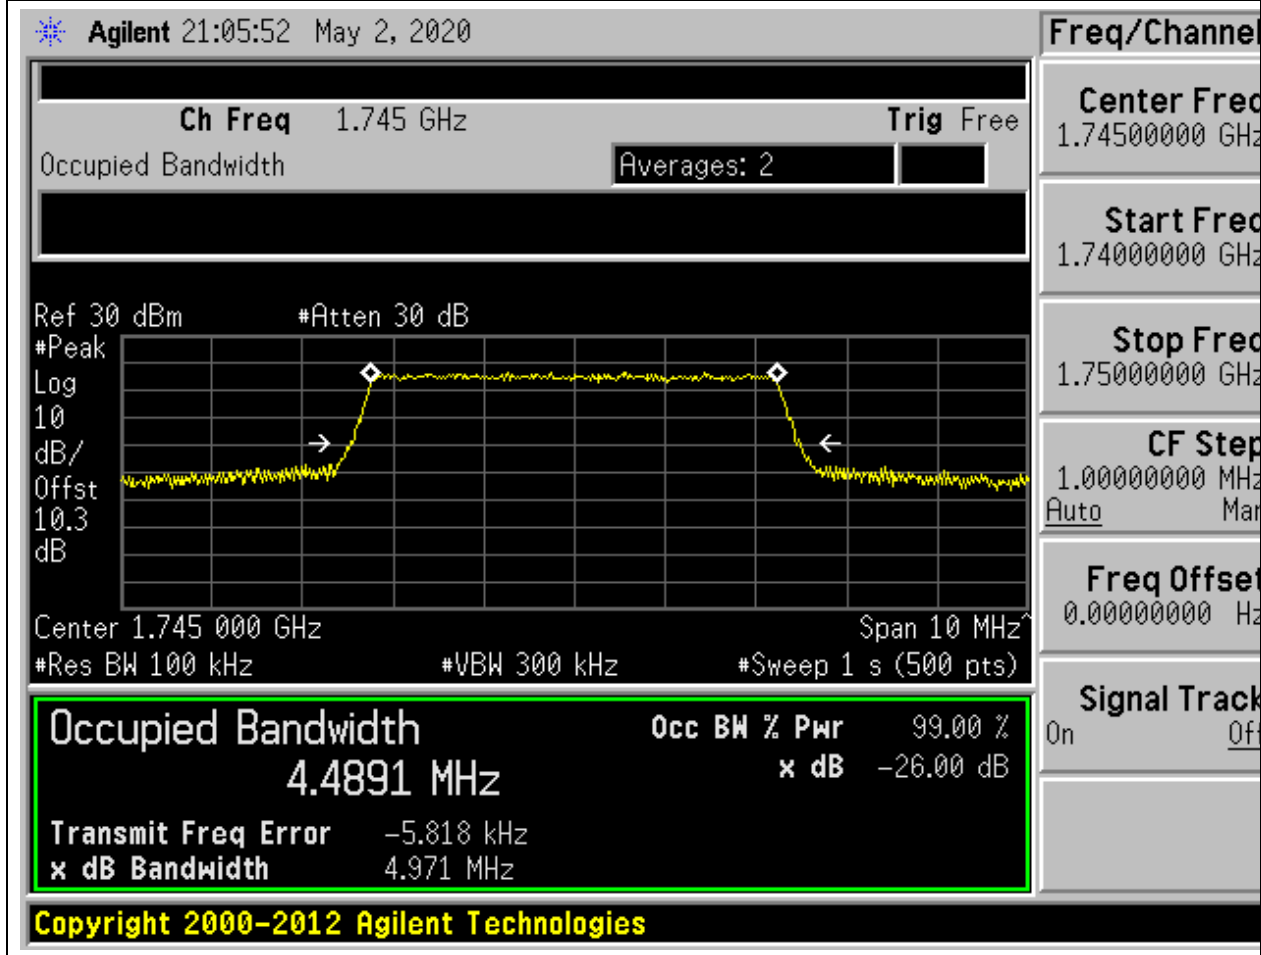 Agilent 21:05:52 May 2, 2020
Freq/Channel
Ch Freq 1.745 GHz Trig Free
Occupied Bandwidth Averages: 2
Center Freq
1.74500000 GHz
Start Freq
1.74000000 GHz
Stop Freq
1.75000000 GHz
CF Step
1.00000000 MHz
Auto Man
Freq Offset
0.00000000 Hz
Signal Track
On Off
Ref 30 dBm #Atten 30 dB
#Peak
Log
10
dB/
Offst
10.3
dB
Center 1.745 000 GHz Span 10 MHz^
#Res BW 100 kHz #VBW 300 kHz #Sweep 1 s (500 pts)
Occupied Bandwidth
4.4891 MHz
Occ BW % Pwr 99.00 %
x dB -26.00 dB
Transmit Freq Error -5.818 kHz
x dB Bandwidth 4.971 MHz
Copyright 2000-2012 Agilent Technologies